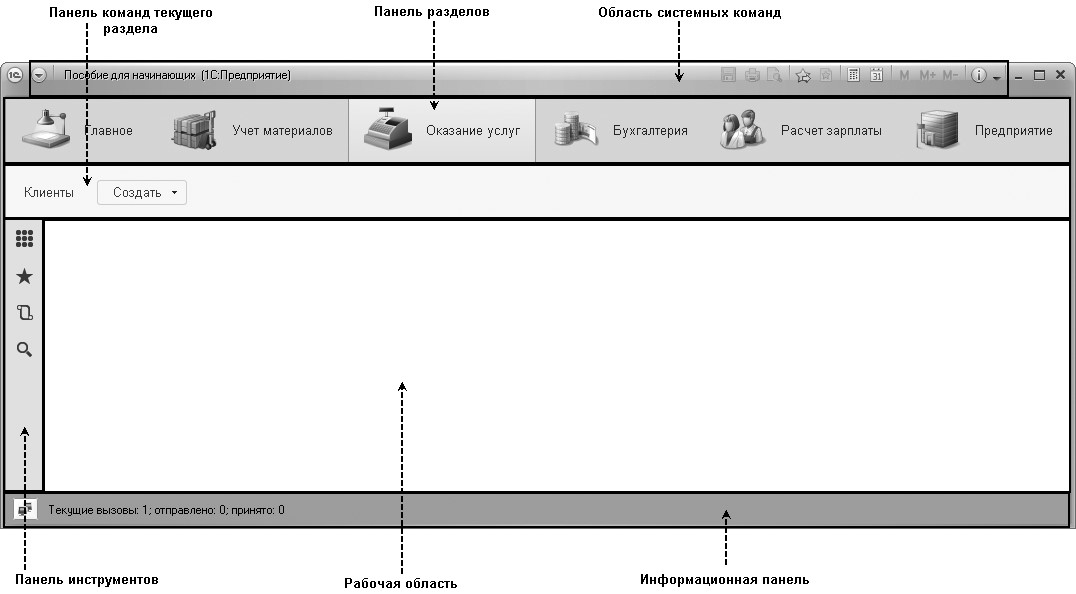 Панель команд текущего
раздела
Панель разделов
Область системных команд
1С
Пособие для начинающих (1С:Предприятие)
31
M M+ M-
Главное
Учет материалов
Оказание услуг
Бухгалтерия
Расчет зарплаты
Предприятие
Клиенты
Создать
Текущие вызовы: 1; отправлено: 0; принято: 0
Панель инструментов
Рабочая область
Информационная панель